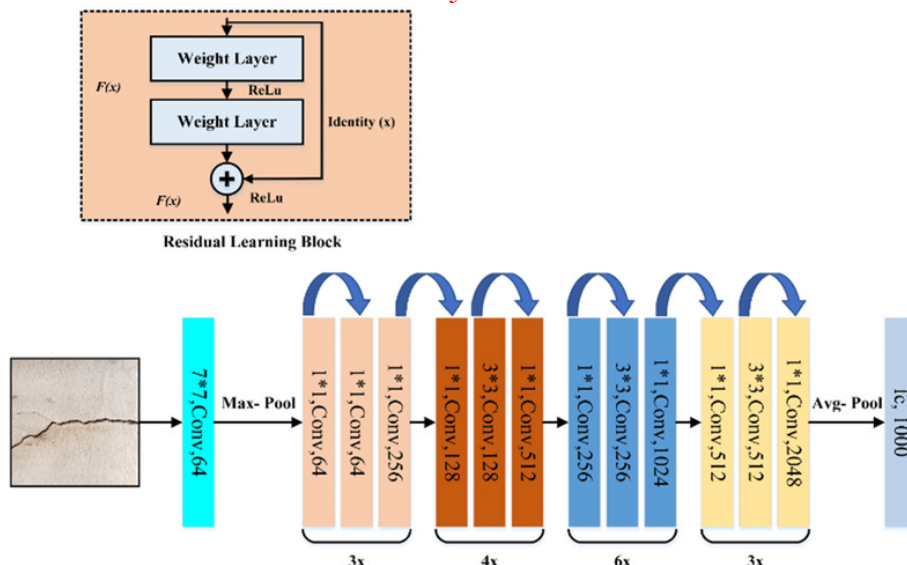 Weight Layer
ReLu
F(x)
Weight Layer
Identity (x)
+
F(x)
ReLu
Residual Learning Block
7*7,Conv,64
Max- Pool
1*1,Conv,64
1*1,Conv,64
1*1,Conv,256
1*1,Conv,128
3*3,Conv,128
1*1,Conv,512
1*1,Conv,256
3*3,Conv,256
1*1,Conv,1024
1*1,Conv,512
3*3,Conv,512
1*1,Conv,2048
Avg- Pool
fc, 1000
3x
4x
6x
3x